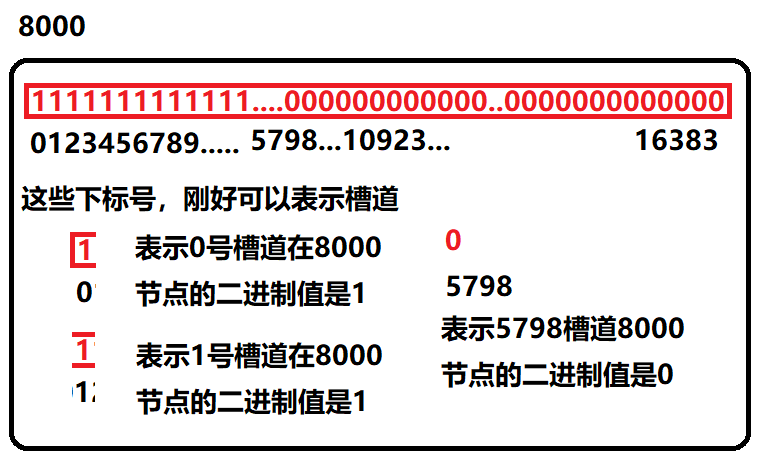 8000
1111111111111....000000000000..0000000000000
0123456789..... 5798...10923... 16383
这些下标号，刚好可以表示槽道
1 表示0号槽道在8000
0 节点的二进制值是1
11 表示1号槽道在8000
012 节点的二进制值是1
0
5798
表示5798槽道8000
节点的二进制值是0